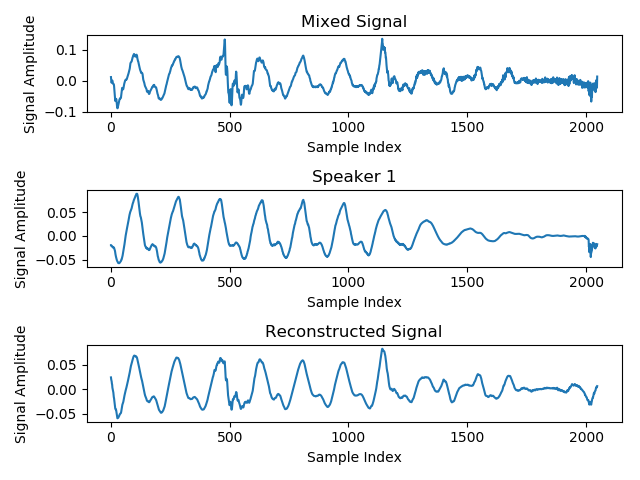 Mixed Signal
Signal Amplitude
0.1
0.0
−0.1
0 500 1000 1500 2000
Sample Index
Speaker 1
Signal Amplitude
0.05
0.00
−0.05
0 500 1000 1500 2000
Sample Index
Reconstructed Signal
Signal Amplitude
0.05
0.00
−0.05
0 500 1000 1500 2000
Sample Index